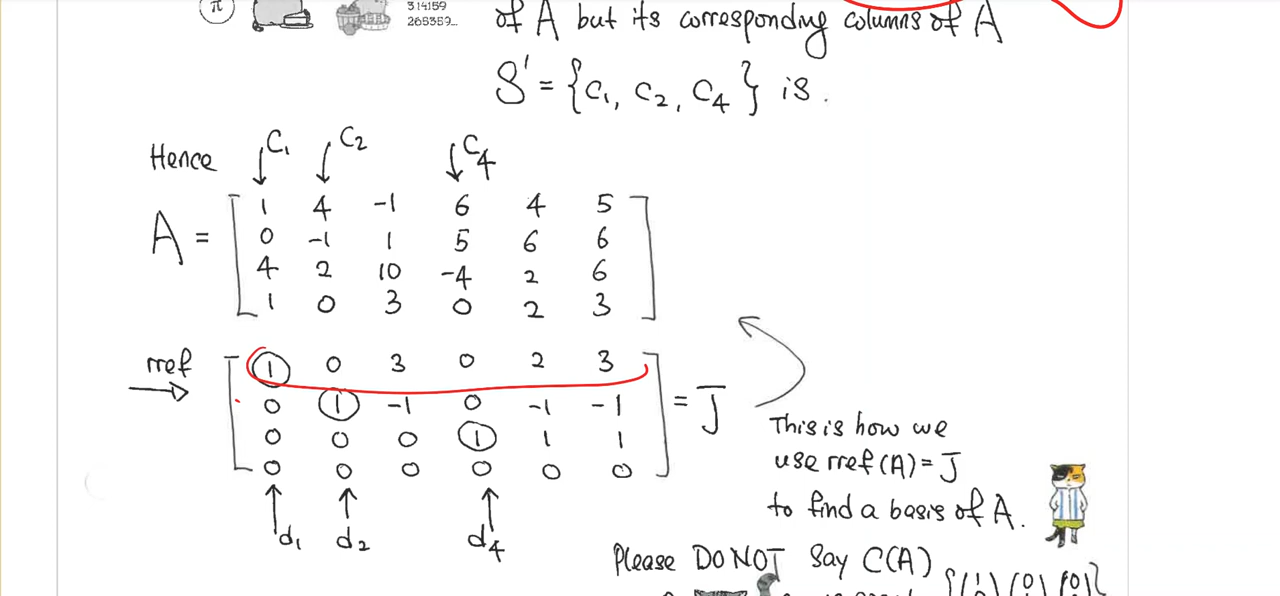 π
314159
265359...
of A but its corresponding columns of A
S' = {c₁, c₂, c₄} is.
Hence
c₁ c₂ c₄
A =
1 4 -1 6 4 5
0 -1 1 5 6 6
4 2 10 -4 2 6
1 0 3 0 2 3
rref
→
1 0 3 0 2 3
0 1 -1 0 -1 -1
0 0 0 1 1 1
0 0 0 0 0 0
= J
d₁ d₂ d₄
This is how we
use rref(A) = J
to find a basis of A.
Please DO NOT Say C(A)